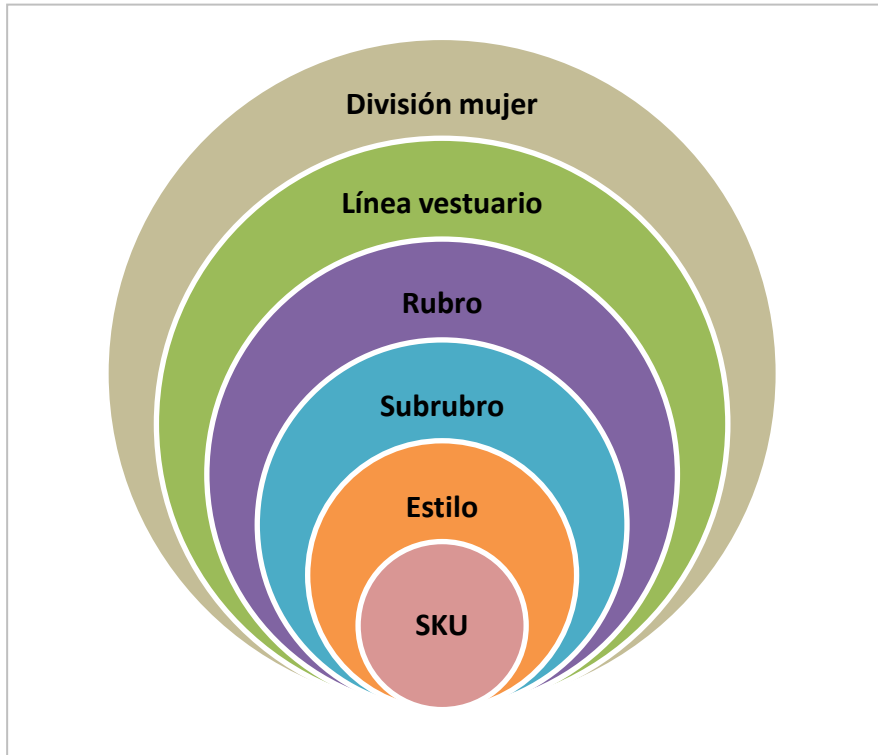 División mujer
Línea vestuario
Rubro
Subrubro
Estilo
SKU